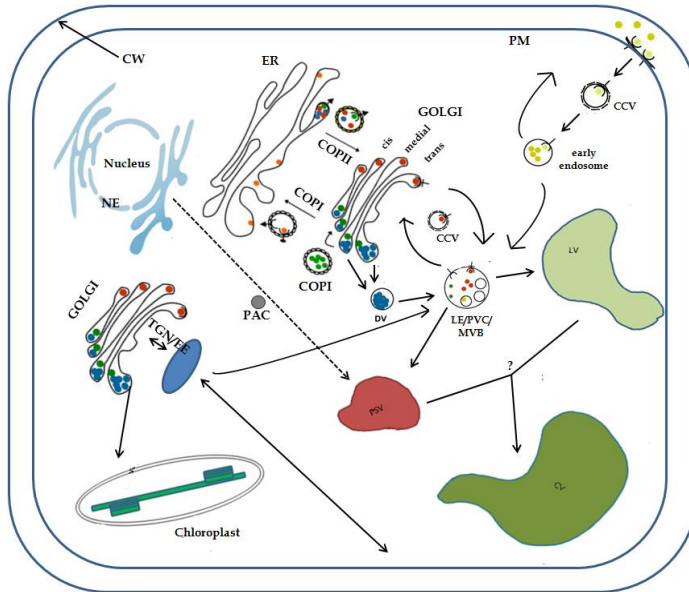 PM
CW
ER
CCV
GOLGI
cis
medial
trans
COPII
Nucleus
early
endosome
NE
COPI
CCV
LV
COPI
GOLGI
PAC
DV
LE/PVC/
MVB
TGN/EE
?
PSV
CV
Chloroplast